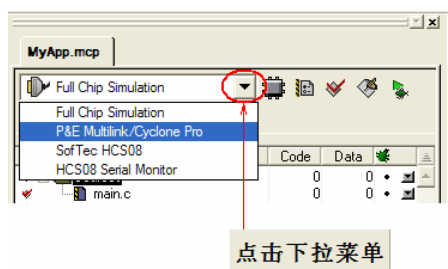 MyApp.mcp
Full Chip Simulation
Full Chip Simulation
P&E Multilink/Cyclone Pro
SofTec HCS08
HCS08 Serial Monitor
Code Data
0 0
main.c 0 0
点击下拉菜单